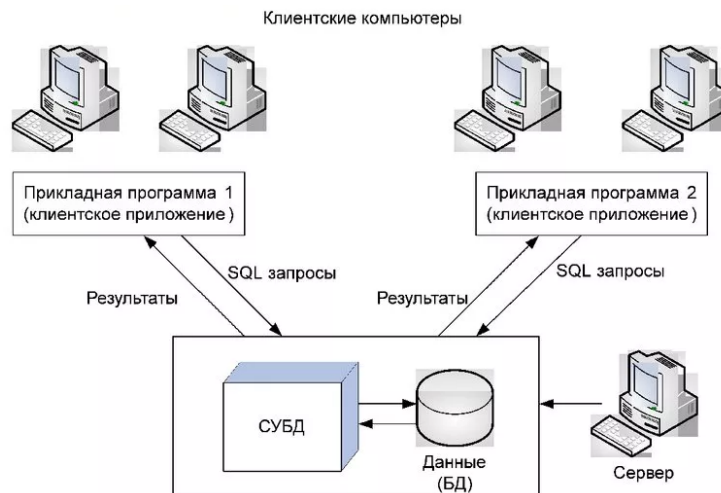 Клиентские компьютеры
Прикладная программа 1
(клиентское приложение)
Прикладная программа 2
(клиентское приложение)
SQL запросы
Результаты
SQL запросы
Результаты
СУБД
Данные
(БД)
Сервер